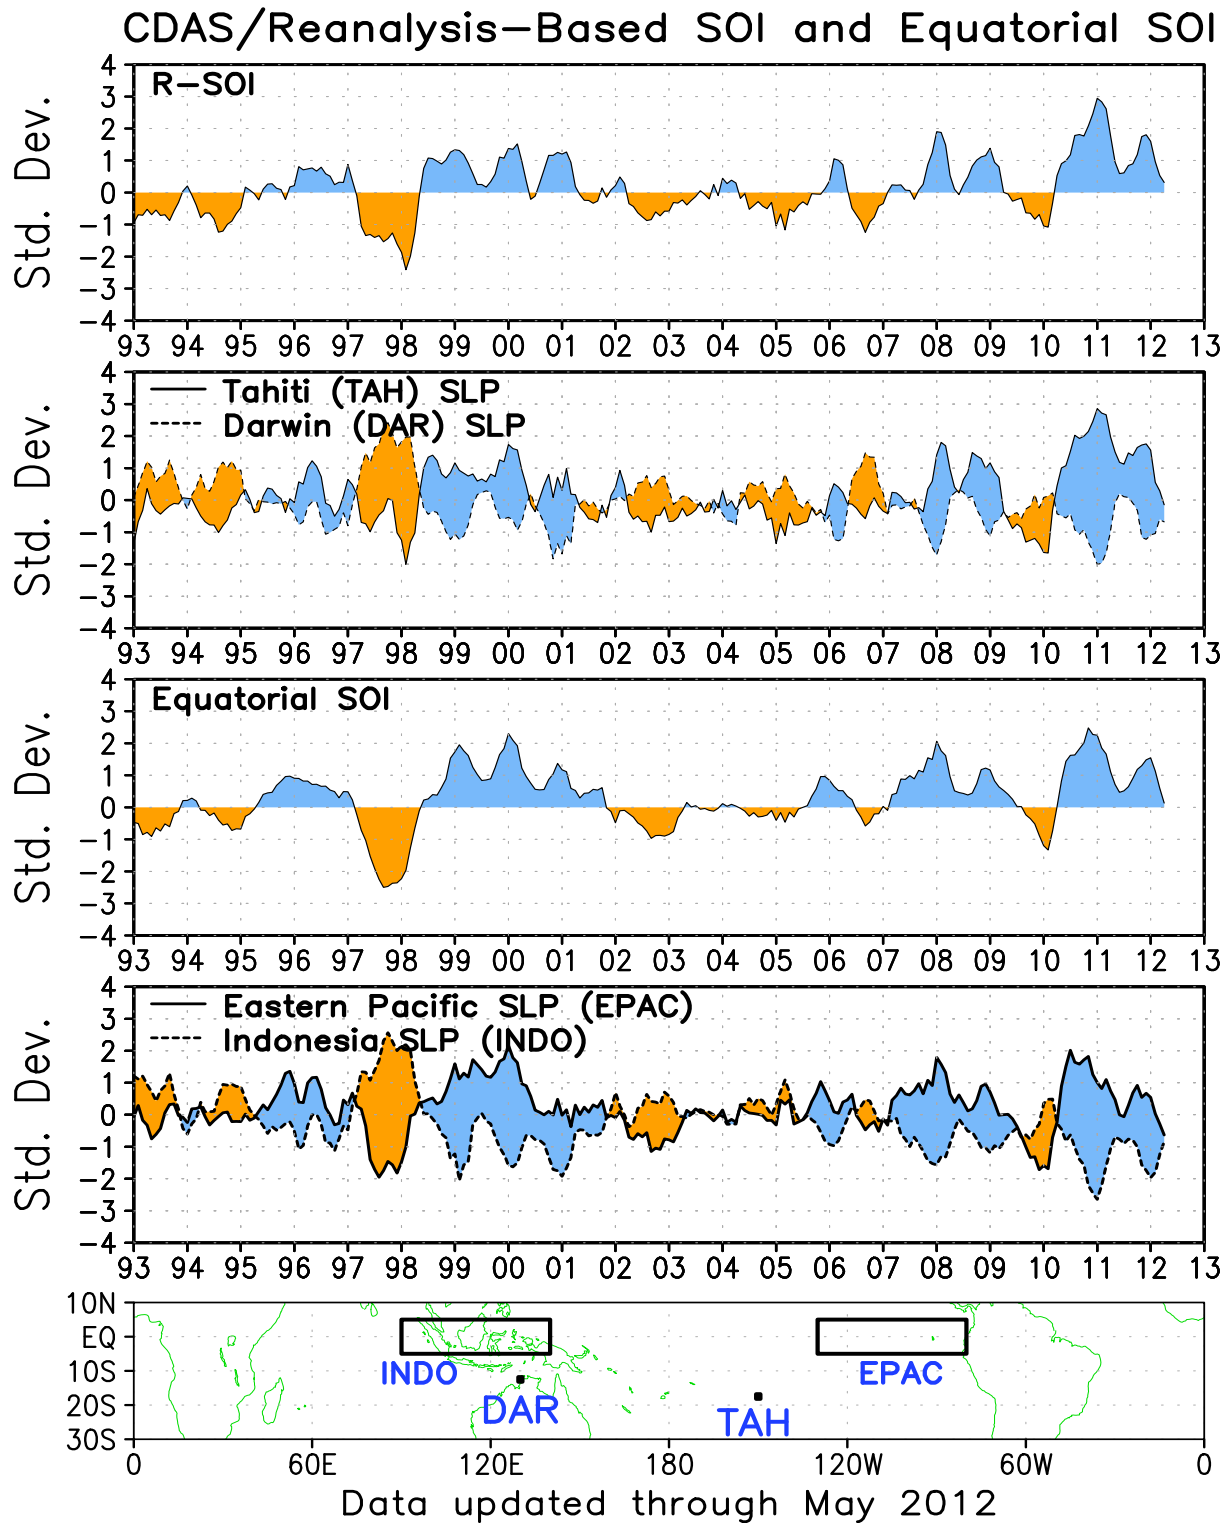 CDAS/Reanalysis-Based SOI and Equatorial SOI
R-SOI
Std. Dev.
4
3
2
1
0
-1
-2
-3
-4
93 94 95 96 97 98 99 00 01 02 03 04 05 06 07 08 09 10 11 12 13
Tahiti (TAH) SLP
Darwin (DAR) SLP
Std. Dev.
4
3
2
1
0
-1
-2
-3
-4
93 94 95 96 97 98 99 00 01 02 03 04 05 06 07 08 09 10 11 12 13
Equatorial SOI
Std. Dev.
4
3
2
1
0
-1
-2
-3
-4
93 94 95 96 97 98 99 00 01 02 03 04 05 06 07 08 09 10 11 12 13
Eastern Pacific SLP (EPAC)
Indonesia SLP (INDO)
Std. Dev.
4
3
2
1
0
-1
-2
-3
-4
93 94 95 96 97 98 99 00 01 02 03 04 05 06 07 08 09 10 11 12 13
10N
EQ
10S
20S
30S
INDO
EPAC
DAR
TAH
0 60E 120E 180 120W 60W 0
Data updated through May 2012